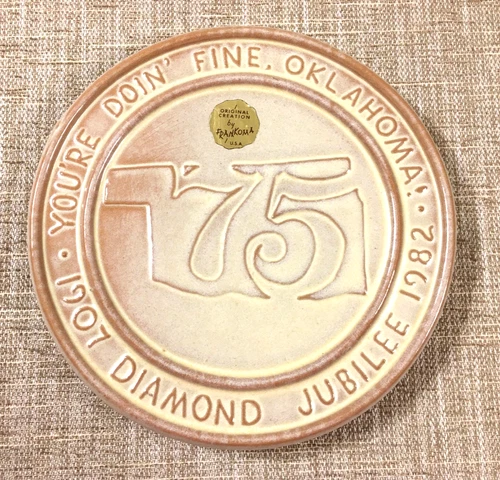 YOU'RE DOIN' FINE, OKLAHOMA!
1907 DIAMOND JUBILEE 1982
ORIGINAL
CREATION
by
FRANKOMA
U.S.A.
'75